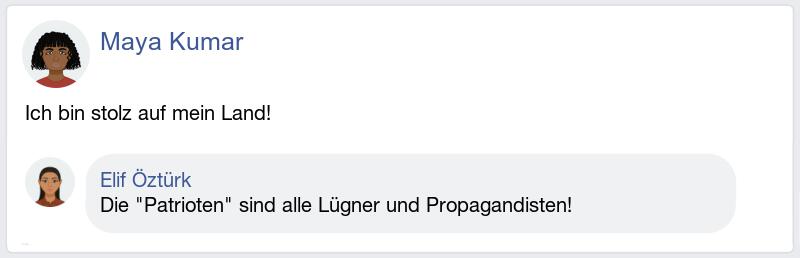 Maya Kumar
Ich bin stolz auf mein Land!
Elif Öztürk
Die "Patrioten" sind alle Lügner und Propagandisten!